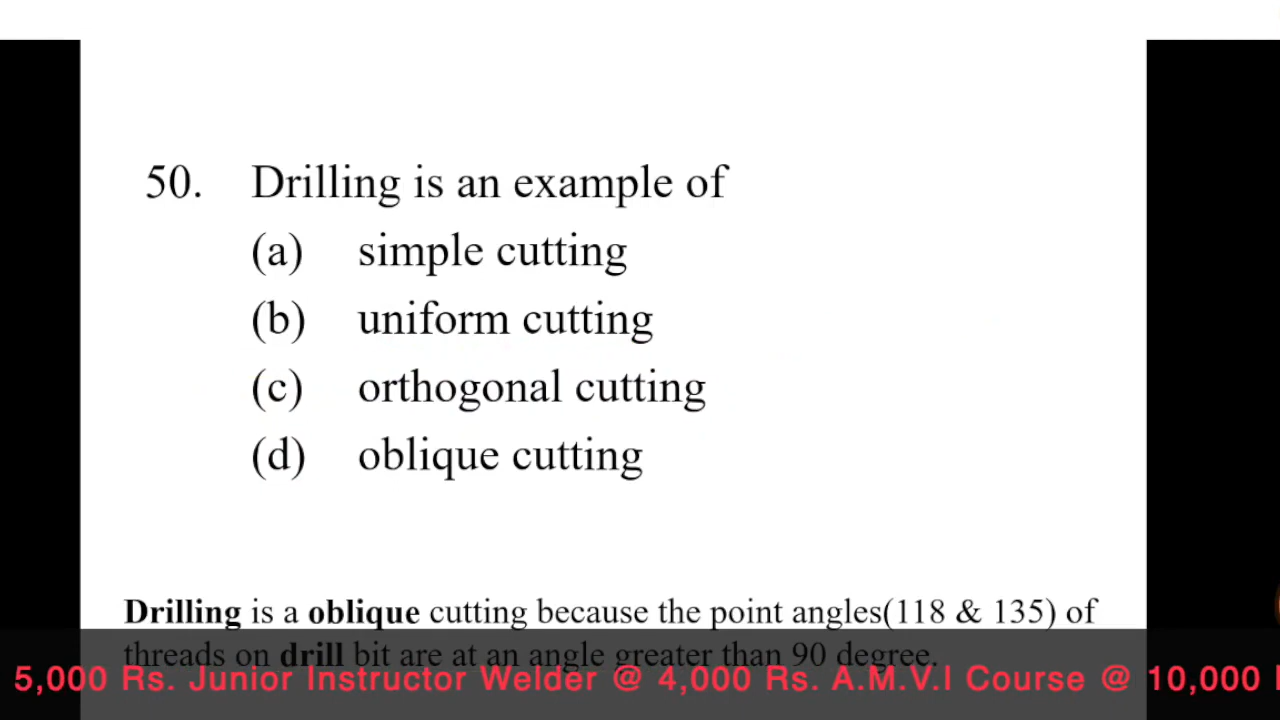 50. Drilling is an example of
(a) simple cutting
(b) uniform cutting
(c) orthogonal cutting
(d) oblique cutting
Drilling is a oblique cutting because the point angles(118 & 135) of
threads on drill bit are at an angle greater than 90 degree.
5,000 Rs. Junior Instructor Welder @ 4,000 Rs. A.M.V.I Course @ 10,000